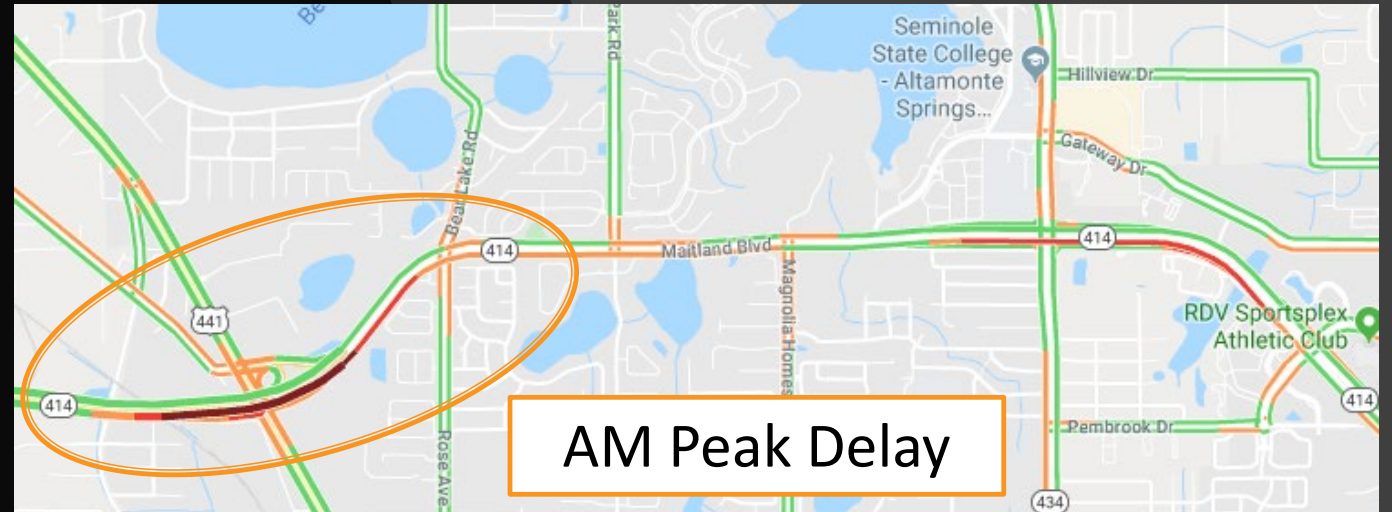 Be
Park Rd
Seminole
State College
- Altamonte
Springs...
Hillview Dr
Gateway Dr
Bear Lake Rd
414
Maitland Blvd
414
441
Magnolia Homes
RDV Sportsplex
Athletic Club
414
414
Rose Ave
AM Peak Delay
Pembrook Dr
434